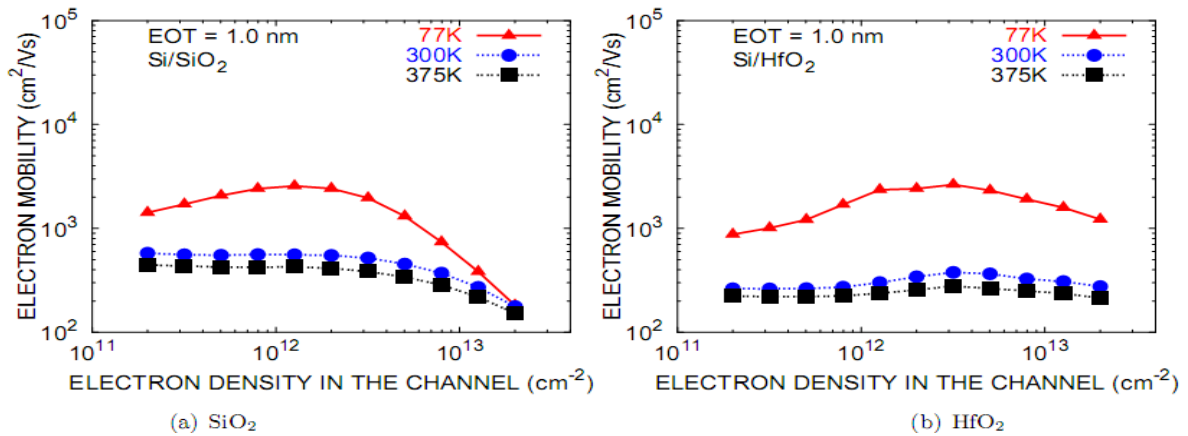 EOT = 1.0 nm
Si/SiO2
77K
300K
375K
ELECTRON MOBILITY (cm2/Vs)
10^5
10^4
10^3
10^2
10^11
10^12
10^13
ELECTRON DENSITY IN THE CHANNEL (cm-2)
(a) SiO2
EOT = 1.0 nm
Si/HfO2
77K
300K
375K
ELECTRON MOBILITY (cm2/Vs)
10^5
10^4
10^3
10^2
10^11
10^12
10^13
ELECTRON DENSITY IN THE CHANNEL (cm-2)
(b) HfO2